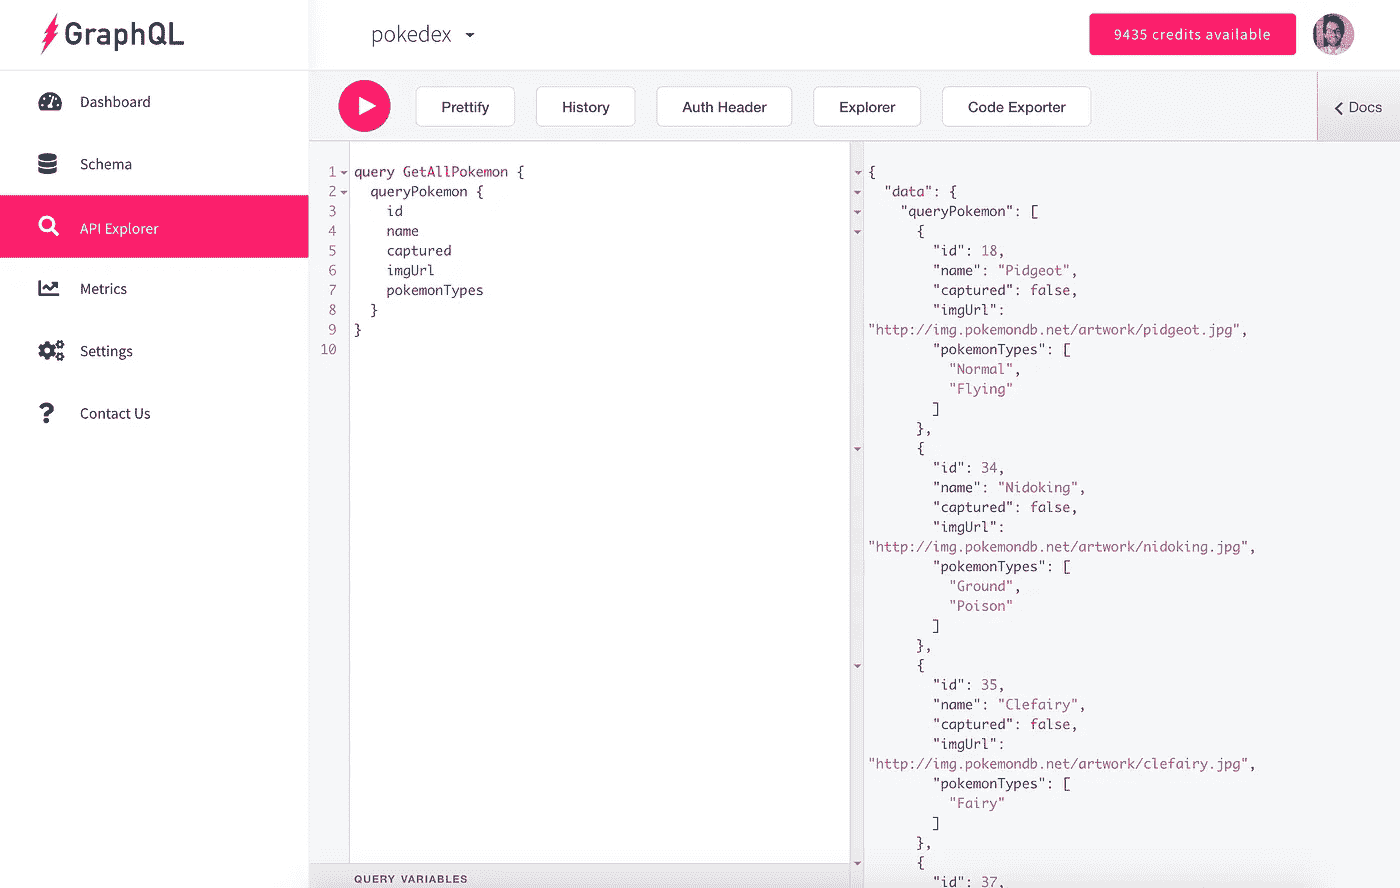 GraphQL
pokedex
9435 credits available
Dashboard
Schema
API Explorer
Metrics
Settings
Contact Us
Prettify
History
Auth Header
Explorer
Code Exporter
Docs
1 query GetAllPokemon {
2 queryPokemon {
3 id
4 name
5 captured
6 imgUrl
7 pokemonTypes
8 }
9 }
10
QUERY VARIABLES
{
"data": {
"queryPokemon": [
{
"id": 18,
"name": "Pidgeot",
"captured": false,
"imgUrl":
"http://img.pokemondb.net/artwork/pidgeot.jpg",
"pokemonTypes": [
"Normal",
"Flying"
]
},
{
"id": 34,
"name": "Nidoking",
"captured": false,
"imgUrl":
"http://img.pokemondb.net/artwork/nidoking.jpg",
"pokemonTypes": [
"Ground",
"Poison"
]
},
{
"id": 35,
"name": "Clefairy",
"captured": false,
"imgUrl":
"http://img.pokemondb.net/artwork/clefairy.jpg",
"pokemonTypes": [
"Fairy"
]
},
{
"id": 37,